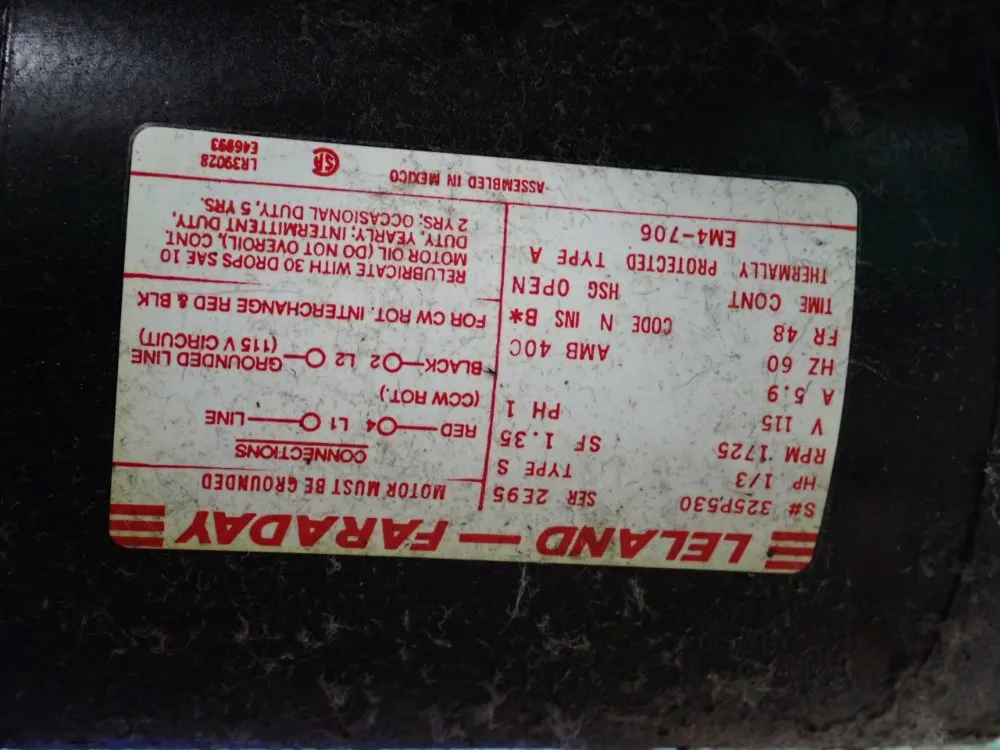 LELAND — FARADAY
S# 325P530 SER 2E95
HP 1/3 TYPE S
RPM 1725 SF 1.35
V 115 PH 1
A 5.9
HZ 60 AMB 40C
FR 48 CODE N INS B*
TIME CONT HSG OPEN
THERMALLY PROTECTED TYPE A
EM4-706
MOTOR MUST BE GROUNDED
CONNECTIONS
RED 4 L1 LINE
(CCW ROT.)
BLACK 2 L2 GROUNDED LINE
(115 V CIRCUIT)
FOR CW ROT. INTERCHANGE RED & BLK
RELUBRICATE WITH 30 DROPS SAE 10
MOTOR OIL (DO NOT OVEROIL), CONT.
DUTY, YEARLY; INTERMITTENT DUTY,
2 YRS; OCCASIONAL DUTY, 5 YRS.
ASSEMBLED IN MEXICO
LR39028
E46993